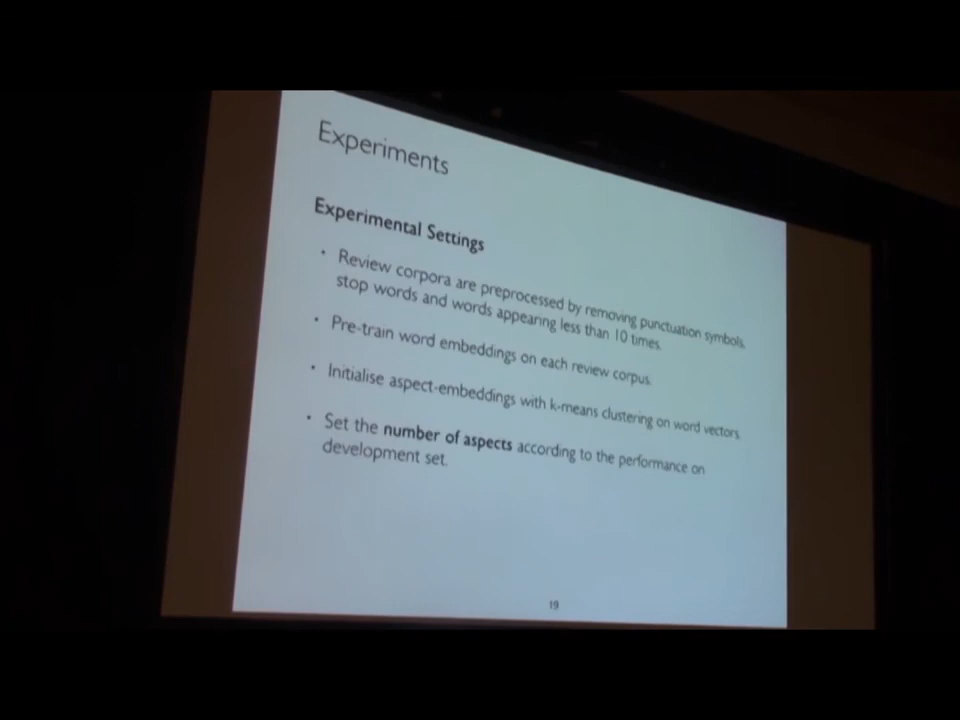 Experiments
Experimental Settings
• Review corpora are preprocessed by removing punctuation symbols,
stop words and words appearing less than 10 times.
• Pre-train word embeddings on each review corpus.
• Initialise aspect-embeddings with k-means clustering on word vectors.
• Set the number of aspects according to the performance on
development set.
19